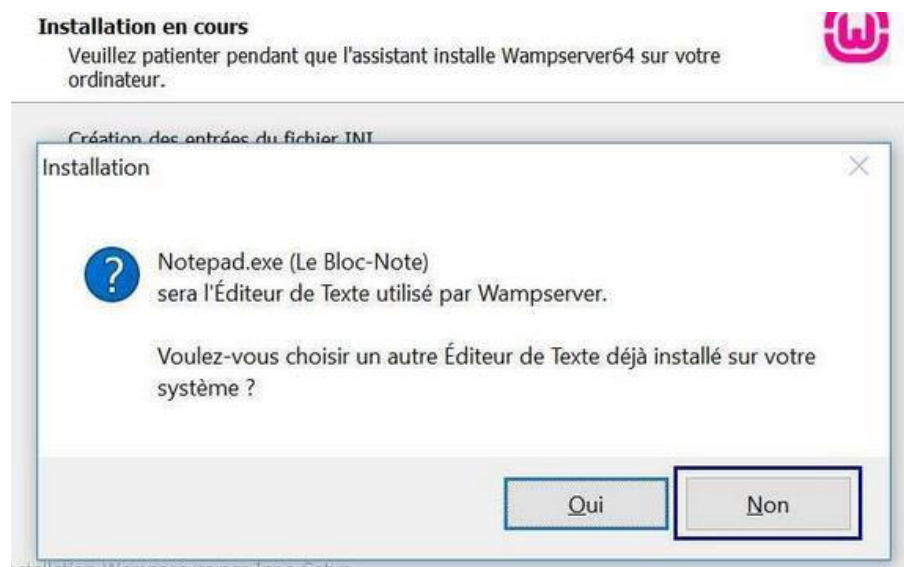 Installation en cours
Veuillez patienter pendant que l'assistant installe Wampserver64 sur votre
ordinateur.
Création des entrées du fichier INI
Installation
Notepad.exe (Le Bloc-Note)
sera l'Éditeur de Texte utilisé par Wampserver.
Voulez-vous choisir un autre Éditeur de Texte déjà installé sur votre
système ?
Oui
Non